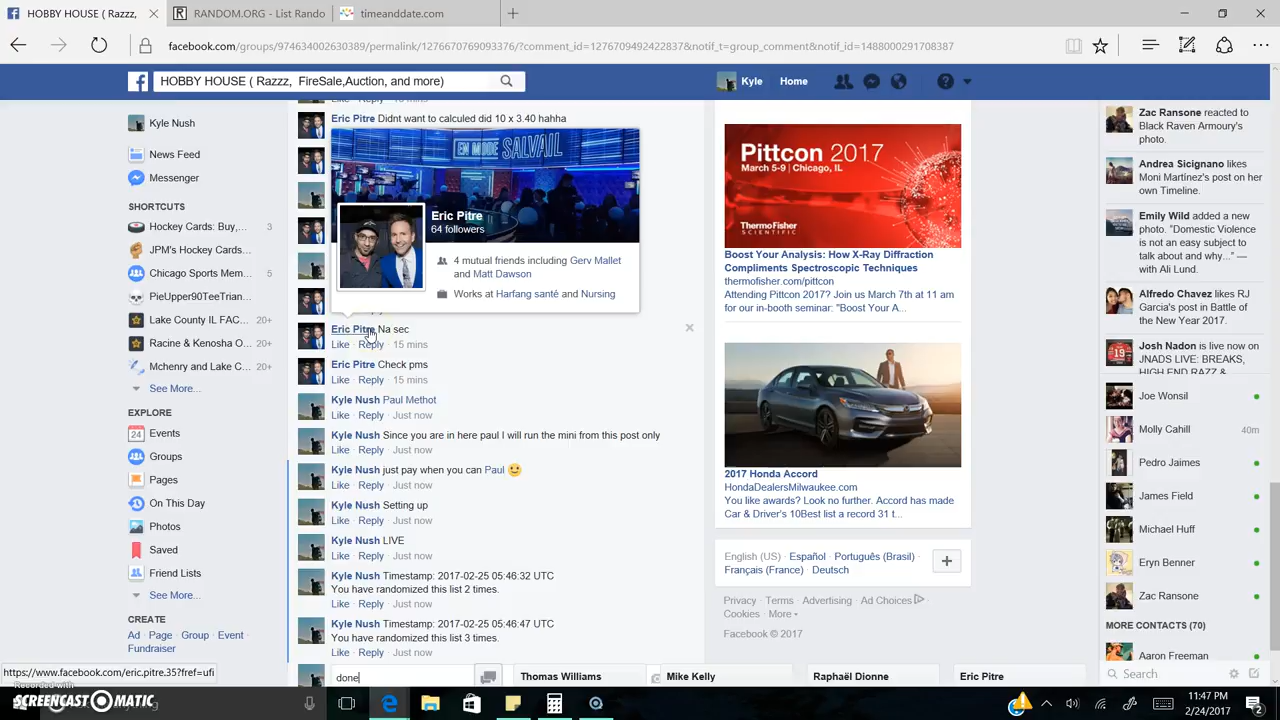 HOBBY HOUSE ( Razzz,
RANDOM.ORG - List Rando
timeanddate.com
facebook.com/groups/974634002630389/permalink/1276670769093376/?comment_id=1276709492422837&notif_t=group_comment&notif_id=1488000291708387
HOBBY HOUSE ( Razzz, FireSale,Auction, and more)
Kyle
Home
Kyle Nush
News Feed
Messenger
SHORTCUTS
Hockey Cards: Buy,... 3
JPM's Hockey Cards...
Chicago Sports Mem... 5
PieUpper90TeeTrian...
Lake County IL FAC... 20+
Racine & Kenosha O... 20+
Mchenry and Lake C... 20+
See More...
EXPLORE
Events
24
Groups
Pages
On This Day
Photos
Saved
Friend Lists
See More...
CREATE
Ad · Page · Group · Event ·
Fundraiser
https://www.facebook.com/eric.pitre.35?fref=ufi
Recorded with
SCREENCAST-O-MATIC
Eric Pitre Didnt want to calculed did 10 x 3.40 hahha
EN MODE SALVAIL
Eric Pitre
64 followers
4 mutual friends including Gerv Mallet
and Matt Dawson
Works at Harfang santé and Nursing
Eric Pitre Na sec
Like · Reply · 15 mins
Eric Pitre Check pms
Like · Reply · 15 mins
Kyle Nush Paul Methot
Like · Reply · Just now
Kyle Nush Since you are in here paul I will run the mini from this post only
Like · Reply · Just now
Kyle Nush just pay when you can Paul
Like · Reply · Just now
Kyle Nush Setting up
Like · Reply · Just now
Kyle Nush LIVE
Like · Reply · Just now
Kyle Nush Timestamp: 2017-02-25 05:46:32 UTC
You have randomized this list 2 times.
Like · Reply · Just now
Kyle Nush Timestamp: 2017-02-25 05:46:47 UTC
You have randomized this list 3 times.
Like · Reply · Just now
done
Thomas Williams
Mike Kelly
Raphaël Dionne
Eric Pitre
Pittcon 2017
March 5-9 | Chicago, IL
ThermoFisher
SCIENTIFIC
Boost Your Analysis: How X-Ray Diffraction
Compliments Spectroscopic Techniques
thermofisher.com/pittcon
Attending Pittcon 2017? Join us March 7th at 11 am
for our in-booth seminar: "Boost Your A...
2017 Honda Accord
HondaDealersMilwaukee.com
You like awards? Look no further. Accord has made
Car & Driver's 10Best list a record 31 t...
English (US) · Español · Português (Brasil) ·
Français (France) · Deutsch
Privacy · Terms · Advertising · Ad Choices
Cookies · More
Facebook © 2017
Zac Ransone
reacted to
Black Raven Armoury's
photo.
Andrea Sicignano likes
Moni Martínez's post on her
own Timeline.
Emily Wild added a new
photo. "Domestic Violence
is not an easy subject to
talk about and why..." —
with Ali Lund.
Alfredo Chavez likes RJ
Garcia's post in Battle of
the New Year 2017.
Josh Nadon is live now
on JNADS LIVE: BREAKS,
HIGH END RAZZ &
Joe Wonsil
Molly Cahill 40m
Pedro Jaimes
James Field
Michael Huff
Eryn Benner
Zac Ransone
MORE CONTACTS (70)
Aaron Freeman
Search
11:47 PM
2/24/2017
2